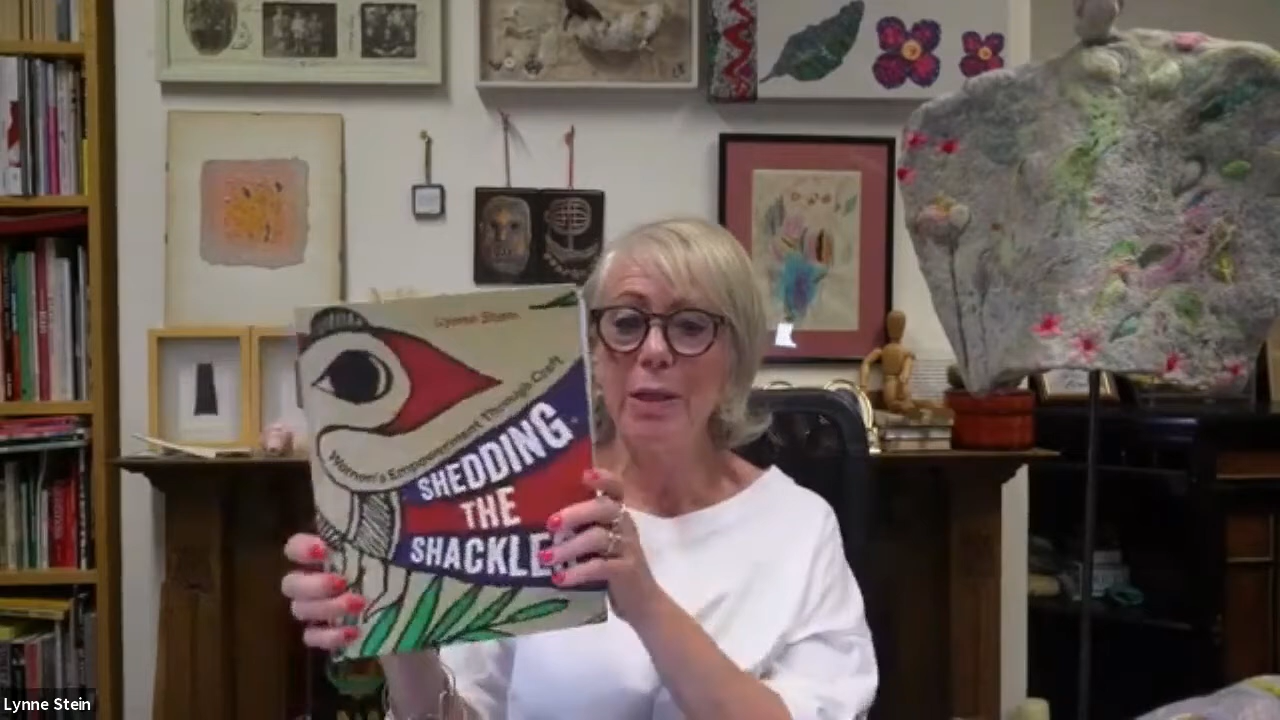 Lynne Stein
Women's Empowerment Through Craft
SHEDDING
THE
SHACKLE
Lynne Stein